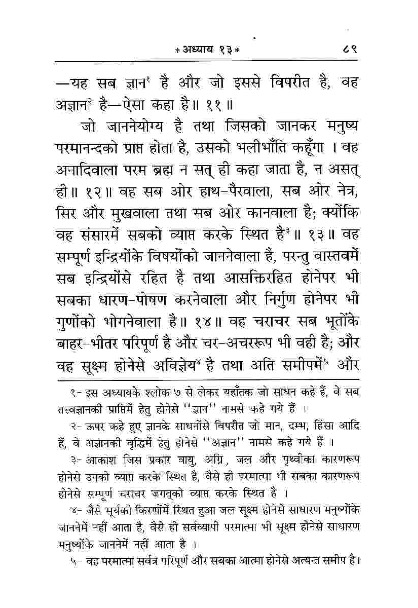 * अध्याय १३ * ८९
—यह सब ज्ञान१ है और जो इससे विपरीत है, वह
अज्ञान२ है—ऐसा कहा है॥ ११॥
जो जाननेयोग्य है तथा जिसको जानकर मनुष्य
परमानन्दको प्राप्त होता है, उसको भलीभाँति कहूँगा । वह
अनादिवाला परम ब्रह्म न सत् ही कहा जाता है, न असत्
ही॥ १२॥ वह सब ओर हाथ-पैरवाला, सब ओर नेत्र,
सिर और मुखवाला तथा सब ओर कानवाला है; क्योंकि
वह संसारमें सबको व्याप्त करके स्थित है३॥ १३॥ वह
सम्पूर्ण इन्द्रियोंके विषयोंको जाननेवाला है, परन्तु वास्तवमें
सब इन्द्रियोंसे रहित है तथा आसक्तिरहित होनेपर भी
सबका धारण-पोषण करनेवाला और निर्गुण होनेपर भी
गुणोंको भोगनेवाला है॥ १४॥ वह चराचर सब भूतोंके
बाहर-भीतर परिपूर्ण है और चर-अचररूप भी वही है; और
वह सूक्ष्म होनेसे अविज्ञेय४ है तथा अति समीपमें५ और
१- इस अध्यायके श्लोक ७ से लेकर यहाँतक जो साधन कहे हैं, वे सब
तत्त्वज्ञानकी प्राप्तिमें हेतु होनेसे ''ज्ञान'' नामसे कहे गये हैं ।
२- ऊपर कहे हुए ज्ञानके साधनोंसे विपरीत जो मान, दम्भ, हिंसा आदि
हैं, वे अज्ञानकी वृद्धिमें हेतु होनेसे ''अज्ञान'' नामसे कहे गये हैं ।
३- आकाश जिस प्रकार वायु, अग्नि, जल और पृथ्वीका कारणरूप
होनेसे उनको व्याप्त करके स्थित है, वैसे ही परमात्मा भी सबका कारणरूप
होनेसे सम्पूर्ण चराचर जगत्को व्याप्त करके स्थित है ।
४- जैसे सूर्यकी किरणोंमें स्थित हुआ जल सूक्ष्म होनेसे साधारण मनुष्योंके
जाननेमें नहीं आता है, वैसे ही सर्वव्यापी परमात्मा भी सूक्ष्म होनेसे साधारण
मनुष्योंके जाननेमें नहीं आता है ।
५- वह परमात्मा सर्वत्र परिपूर्ण और सबका आत्मा होनेसे अत्यन्त समीप है।